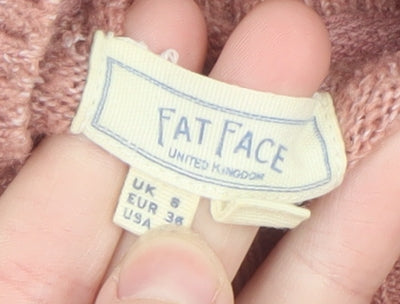 FAT FACE
UNITED KINGDOM
UK 8
EUR 36
USA